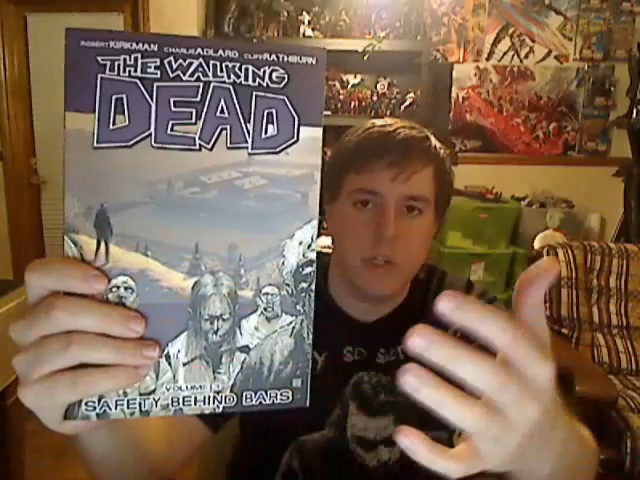 ROBERT KIRKMAN CHARLIE ADLARD CLIFF RATHBURN
THE WALKING
DEAD
VOLUME 3
SAFETY BEHIND BARS